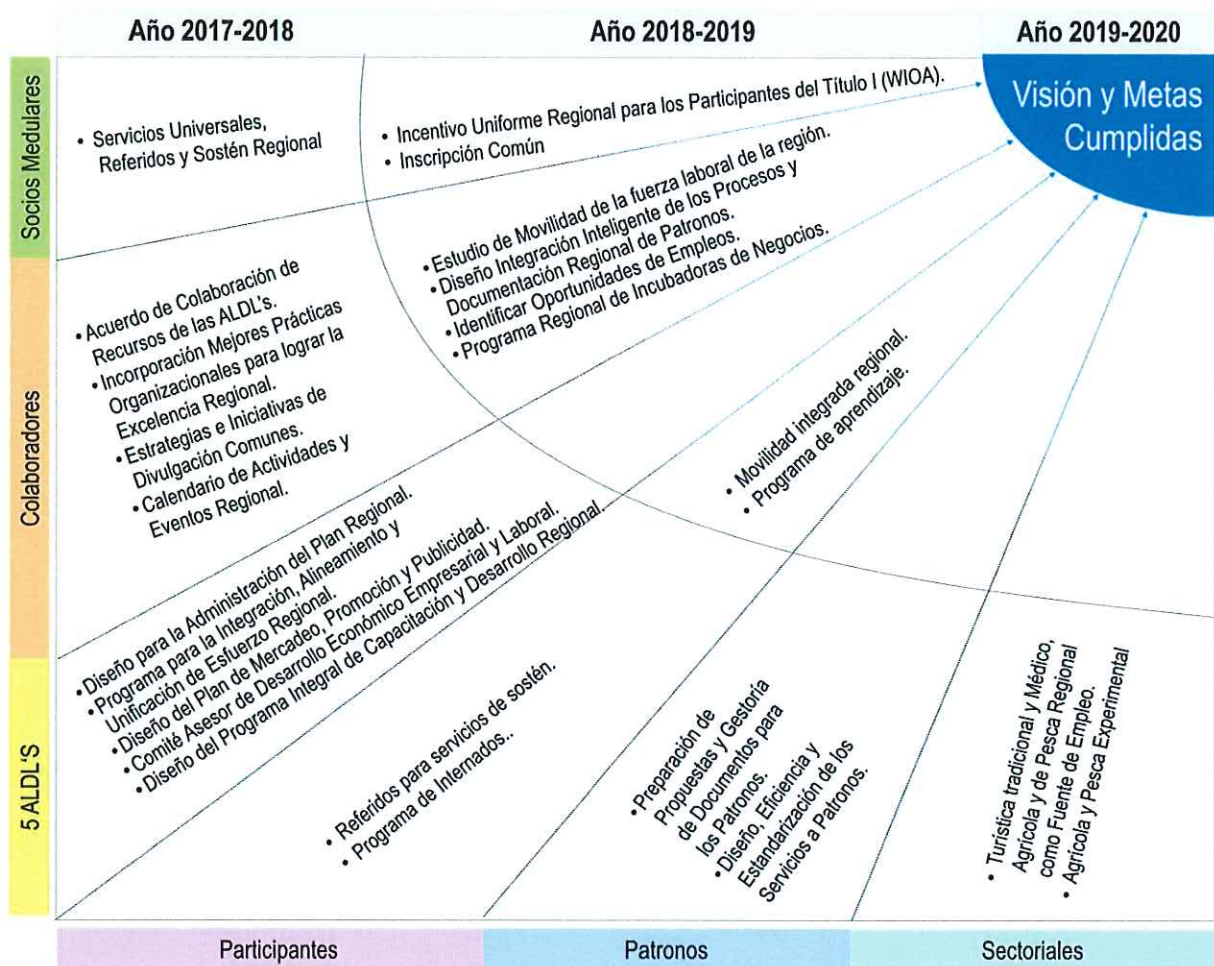 Año 2017-2018
Año 2018-2019
Año 2019-2020
Socios Medulares
Colaboradores
5 ALDL'S
Visión y Metas
Cumplidas
• Servicios Universales,
Referidos y Sostén Regional
• Incentivo Uniforme Regional para los Participantes del Título I (WIOA).
• Inscripción Común
• Acuerdo de Colaboración de
Recursos de las ALDL's.
• Incorporación Mejores Prácticas
Organizacionales para lograr la
Excelencia Regional.
• Estrategias e Iniciativas de
Divulgación Comunes.
• Calendario de Actividades y
Eventos Regional.
• Estudio de Movilidad de la fuerza laboral de la región.
• Diseño Integración Inteligente de los Procesos y
Documentación Regional de Patronos.
• Identificar Oportunidades de Empleos.
• Programa Regional de Incubadoras de Negocios.
• Diseño para la Administración del Plan Regional.
• Programa para la Integración, Alineamiento y
Unificación de Esfuerzo Regional.
• Diseño del Plan de Mercadeo, Promoción y Publicidad.
• Comité Asesor de Desarrollo Económico Empresarial y Laboral.
• Diseño del Programa Integral de Capacitación y Desarrollo Regional.
• Movilidad integrada regional.
• Programa de aprendizaje.
• Referidos para servicios de sostén.
• Programa de Internados..
• Preparación de
Propuestas y Gestoría
de Documentos para
los Patronos.
• Diseño, Eficiencia y
Estandarización de los
Servicios a Patronos.
• Turística tradicional y Médico,
Agrícola y de Pesca Regional
como Fuente de Empleo.
• Agrícola y Pesca Experimental
Participantes
Patronos
Sectoriales